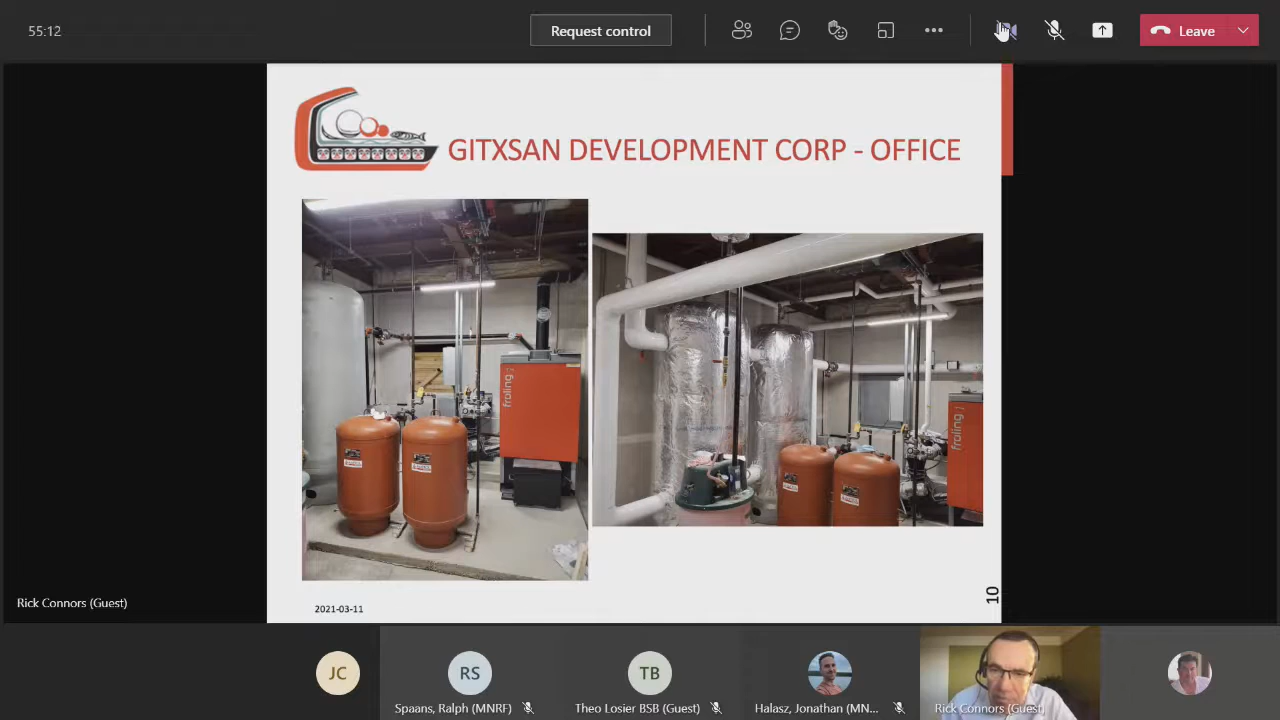 55:12
Request control
Leave
GITXSAN DEVELOPMENT CORP - OFFICE
froling
froling
Rick Connors (Guest)
2021-03-11
10
JC
RS
TB
Spaans, Ralph (MNRF)
Theo Losier BSB (Guest)
Halasz, Jonathan (MN...
Rick Connors (Guest)